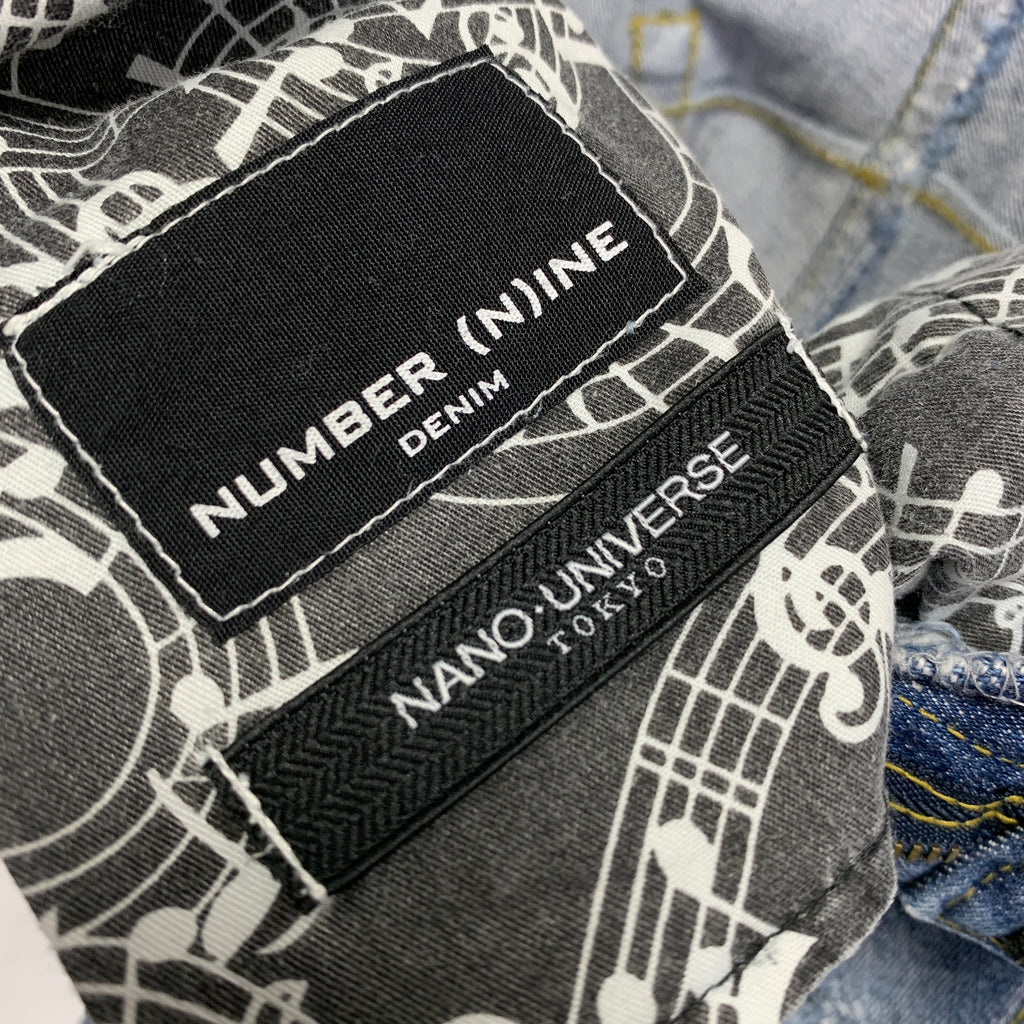 NUMBER (N)INE
DENIM
NANO·UNIVERSE
TOKYO